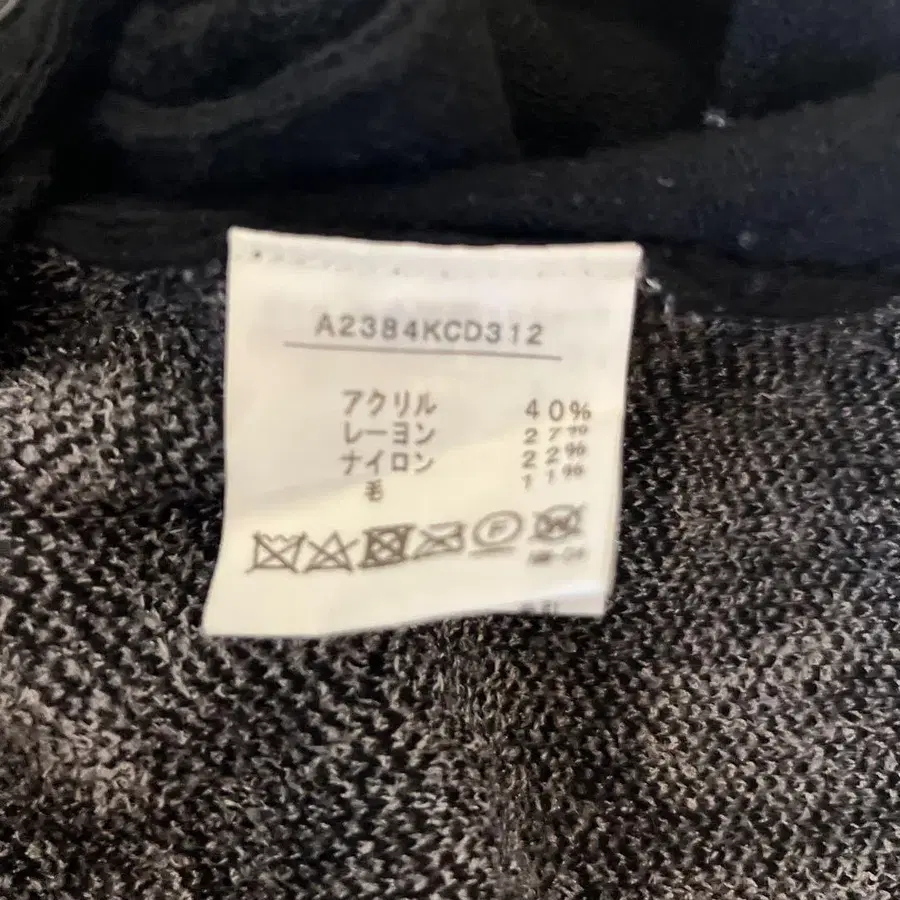 A2384KCD312
アクリル 40%
レーヨン 27%
ナイロン 22%
毛 11%
F